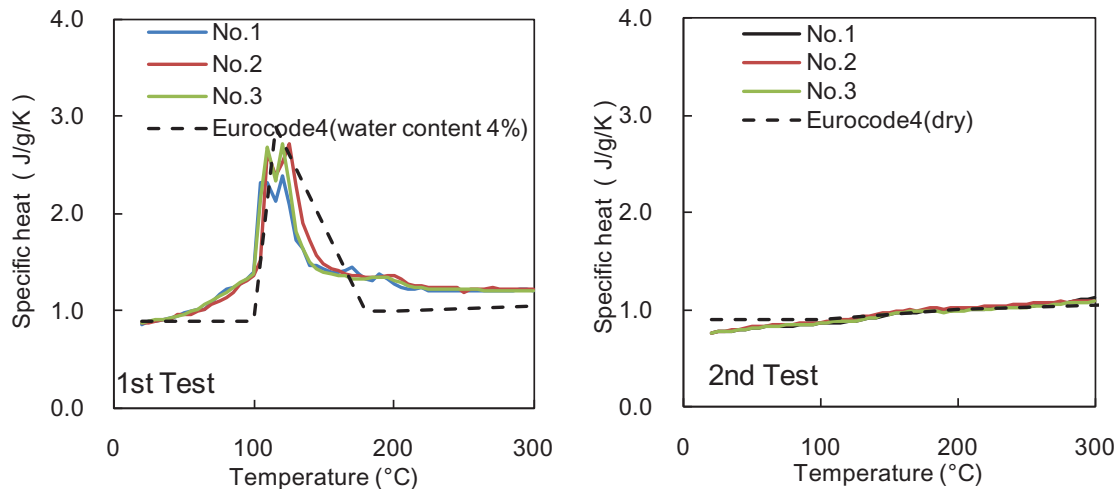 4.0
3.0
2.0
1.0
0.0
Specific heat ( J/g/K )
No.1
No.2
No.3
Eurocode4(water content 4%)
1st Test
0
100
200
300
Temperature (°C)
4.0
3.0
2.0
1.0
0.0
Specific heat ( J/g/K )
No.1
No.2
No.3
Eurocode4(dry)
2nd Test
0
100
200
300
Temperature (°C)